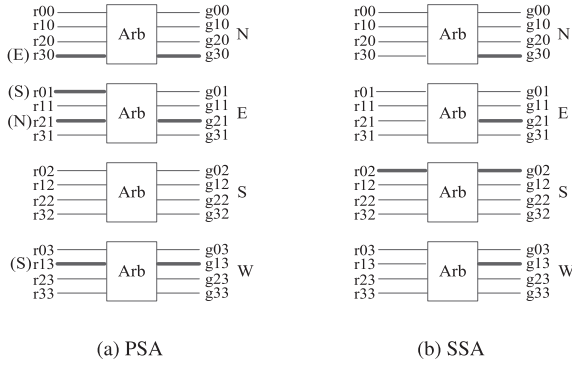 r00 Arb g00 r00 Arb g00
r10 g10 N r10 g10 N
r20 g20 r20 g20
(E) r30 g30 r30 g30
(S) r01 Arb g01 r01 Arb g01
r11 g11 E r11 g11 E
(N) r21 g21 r21 g21
r31 g31 r31 g31
r02 Arb g02 r02 Arb g02
r12 g12 S r12 g12 S
r22 g22 r22 g22
r32 g32 r32 g32
r03 Arb g03 r03 Arb g03
(S) r13 g13 W r13 g13 W
r23 g23 r23 g23
r33 g33 r33 g33
(a) PSA (b) SSA